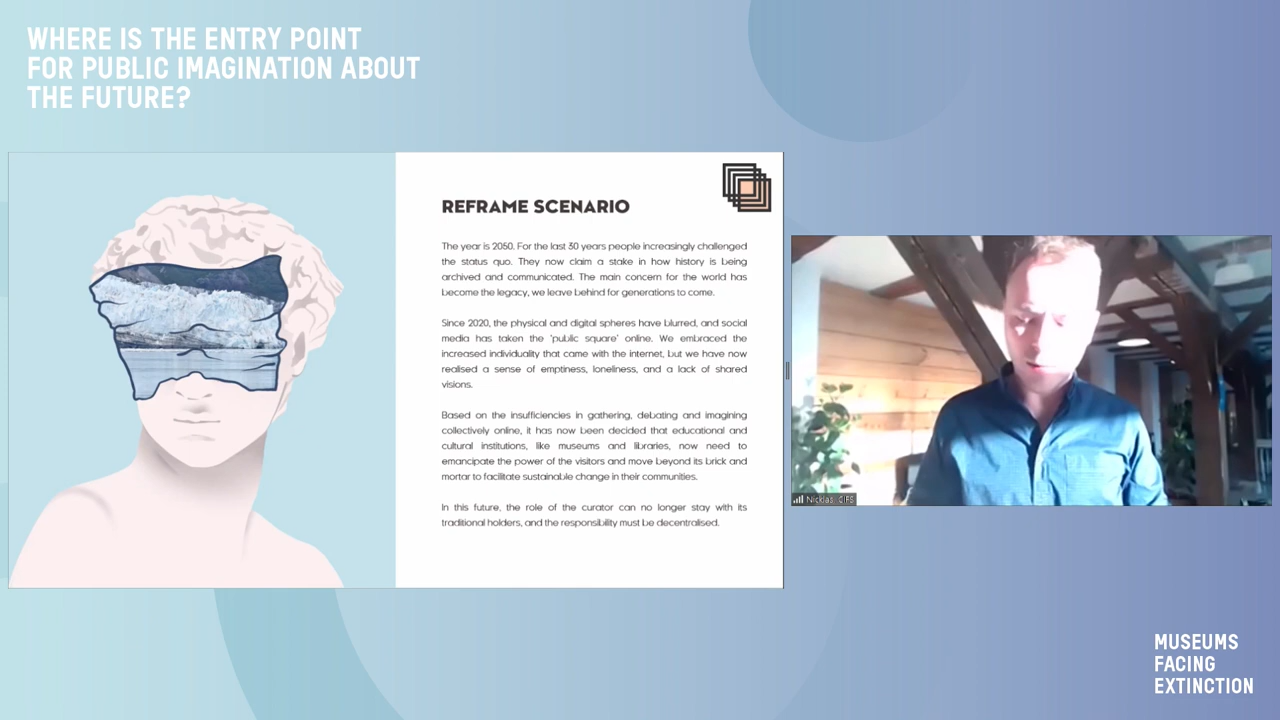 WHERE IS THE ENTRY POINT
FOR PUBLIC IMAGINATION ABOUT
THE FUTURE?
REFRAME SCENARIO
The year is 2050. For the last 30 years people increasingly challenged
the status quo. They now claim a stake in how history is being
archived and communicated. The main concern for the world has
become the legacy, we leave behind for generations to come.
Since 2020, the physical and digital spheres have blurred, and social
media has taken the 'public square' online. We embraced the
increased individuality that came with the internet, but we have now
realised a sense of emptiness, loneliness, and a lack of shared
visions.
Based on the insufficiencies in gathering, debating and imagining
collectively online, it has now been decided that educational and
cultural institutions, like museums and libraries, now need to
emancipate the power of the visitors and move beyond its brick and
mortar to facilitate sustainable change in their communities.
In this future, the role of the curator can no longer stay with its
traditional holders, and the responsibility must be decentralised.
Nicklas, CIFS
MUSEUMS
FACING
EXTINCTION